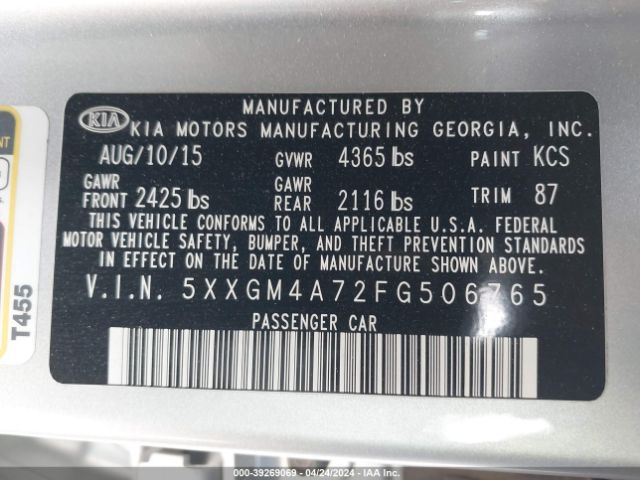 MANUFACTURED BY
KIA KIA MOTORS MANUFACTURING GEORGIA, INC.
AUG/10/15 GVWR 4365 lbs PAINT KCS
GAWR FRONT 2425 lbs GAWR REAR 2116 lbs TRIM 87
THIS VEHICLE CONFORMS TO ALL APPLICABLE U.S.A. FEDERAL
MOTOR VEHICLE SAFETY, BUMPER, AND THEFT PREVENTION STANDARDS
IN EFFECT ON THE DATE OF MANUFACTURE SHOWN ABOVE.
V.I.N. 5XXGM4A72FG506765
PASSENGER CAR
T455
000-39269069 - 04/24/2024 - IAA Inc.